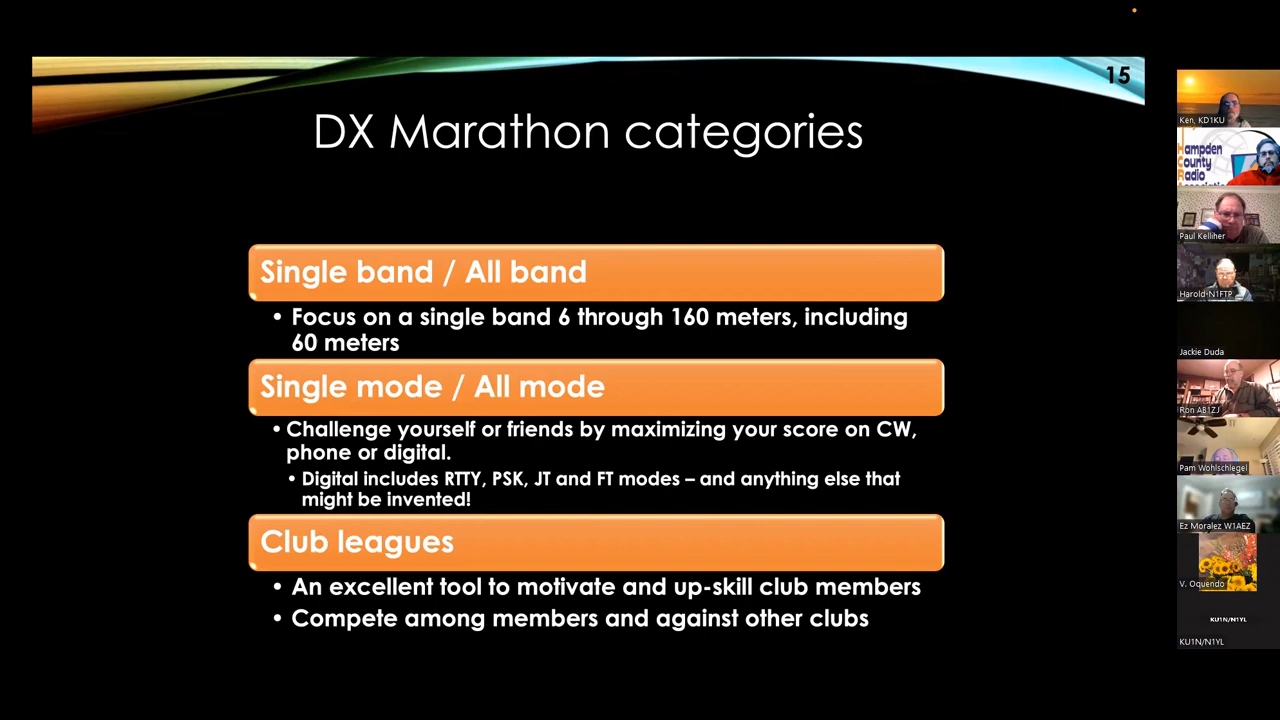 15
DX Marathon categories
Single band / All band
• Focus on a single band 6 through 160 meters, including
60 meters
Single mode / All mode
• Challenge yourself or friends by maximizing your score on CW,
phone or digital.
• Digital includes RTTY, PSK, JT and FT modes – and anything else that
might be invented!
Club leagues
• An excellent tool to motivate and up-skill club members
• Compete among members and against other clubs
Ken, KD1KU
Hampden
County
Radio
Paul Kelliher
Harold-N1FTP
Jackie Duda
Ron AB1ZJ
Pam Wohlschlegel
Ez Moralez W1AEZ
V. Oquendo
KU1N/N1YL
KU1N/N1YL